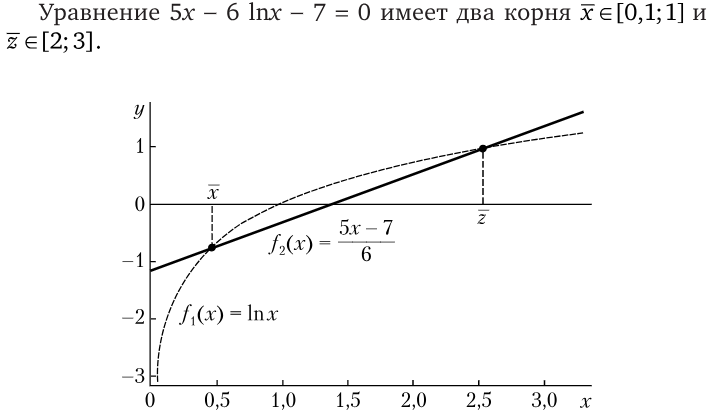 Уравнение 5x – 6 lnx – 7 = 0 имеет два корня x̅ ∈ [0,1; 1] и
z̅ ∈ [2; 3].
y
1
x̅
0
z̅
f₂(x) = (5x – 7)/6
–1
f₁(x) = ln x
–2
–3
0 0,5 1,0 1,5 2,0 2,5 3,0 x